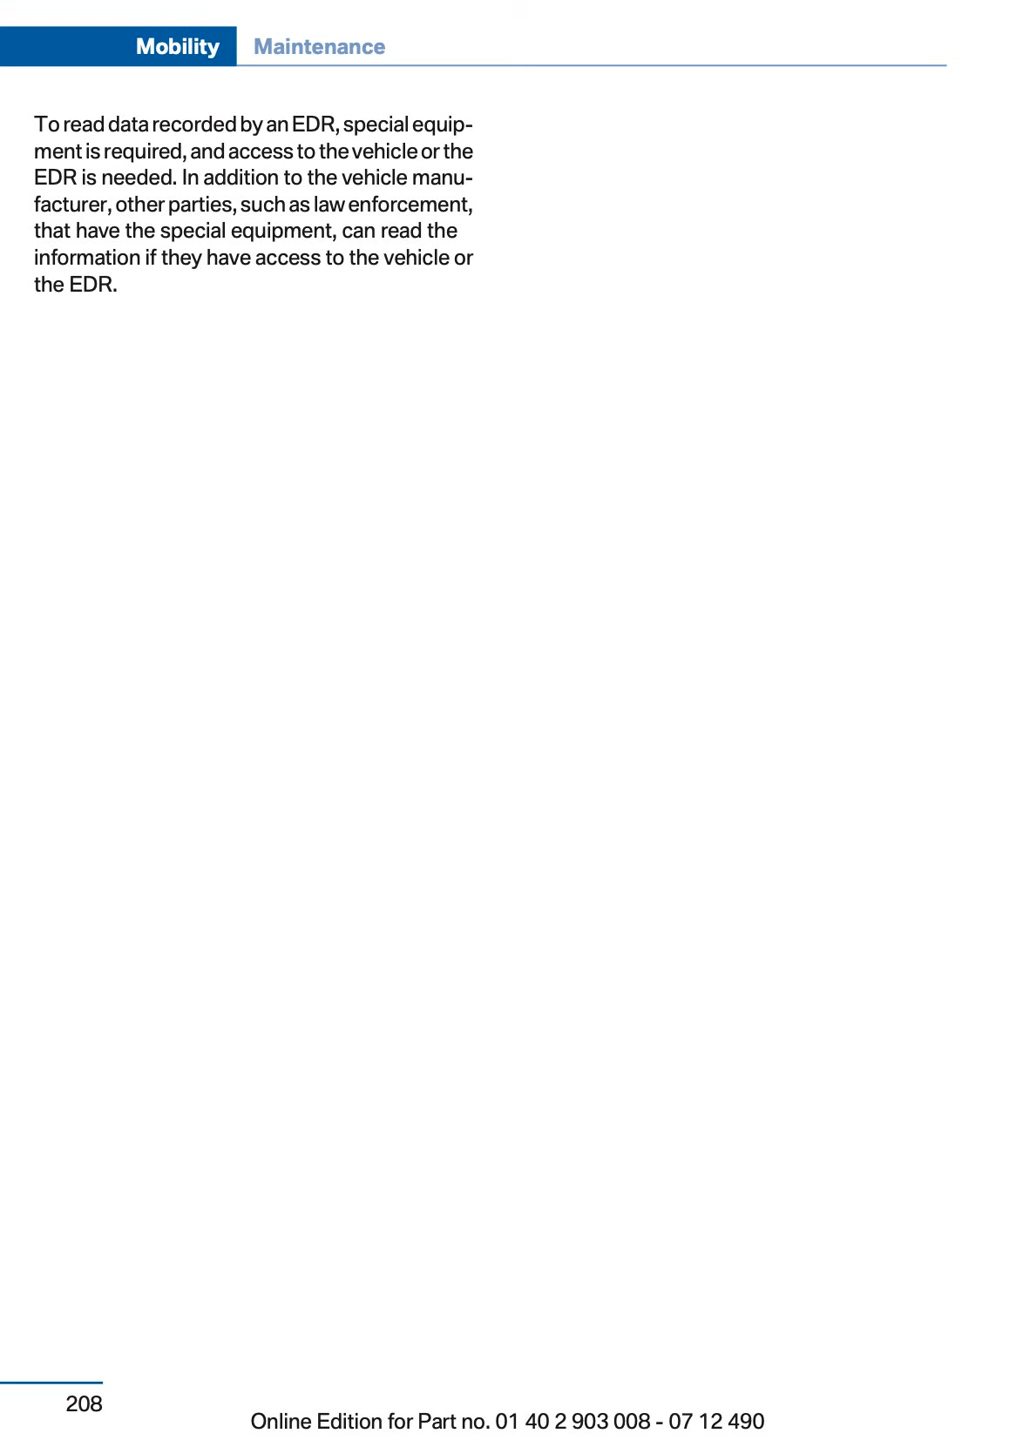 Mobility Maintenance
To read data recorded by an EDR, special equip-
ment is required, and access to the vehicle or the
EDR is needed. In addition to the vehicle manu-
facturer, other parties, such as law enforcement,
that have the special equipment, can read the
information if they have access to the vehicle or
the EDR.
208
Online Edition for Part no. 01 40 2 903 008 - 07 12 490